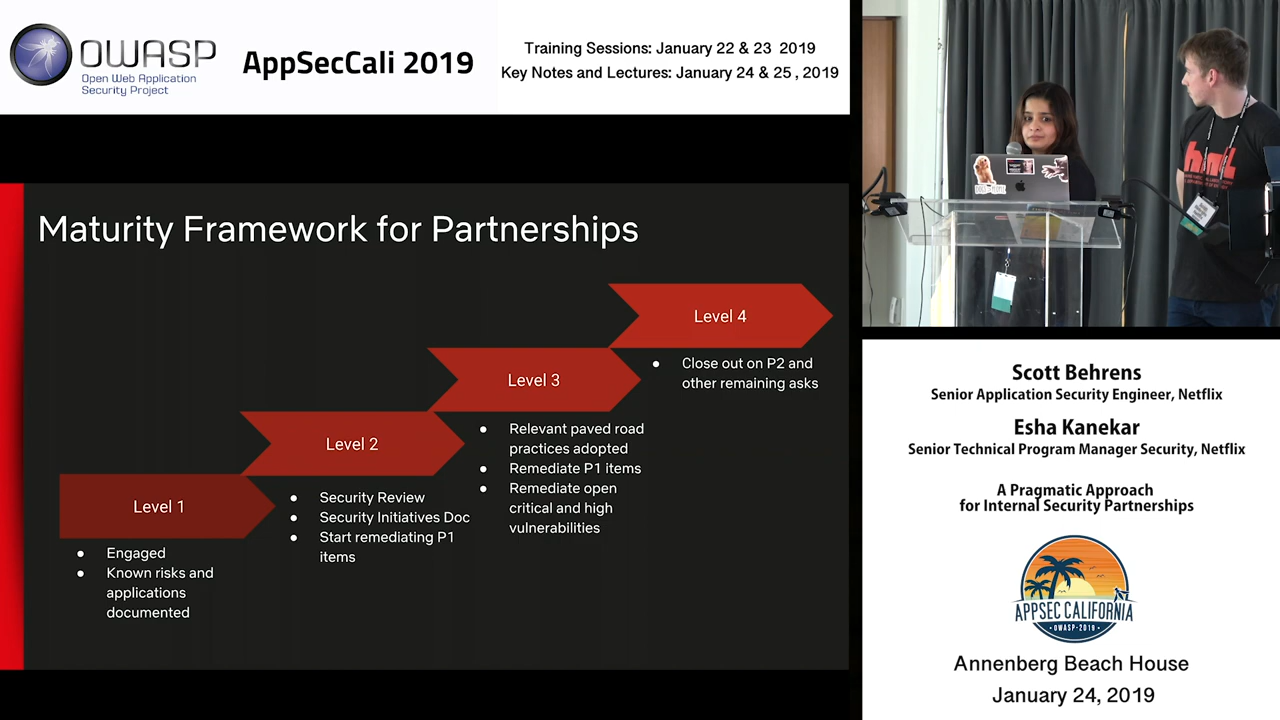 OWASP
Open Web Application
Security Project
AppSecCali 2019
Training Sessions: January 22 & 23 2019
Key Notes and Lectures: January 24 & 25 , 2019
Maturity Framework for Partnerships
Level 4
● Close out on P2 and
other remaining asks
Level 3
● Relevant paved road
practices adopted
● Remediate P1 items
● Remediate open
critical and high
vulnerabilities
Level 2
● Security Review
● Security Initiatives Doc
● Start remediating P1
items
Level 1
● Engaged
● Known risks and
applications
documented
Scott Behrens
Senior Application Security Engineer, Netflix
Esha Kanekar
Senior Technical Program Manager Security, Netflix
A Pragmatic Approach
for Internal Security Partnerships
APPSEC CALIFORNIA
• OWASP-2019 •
Annenberg Beach House
January 24, 2019